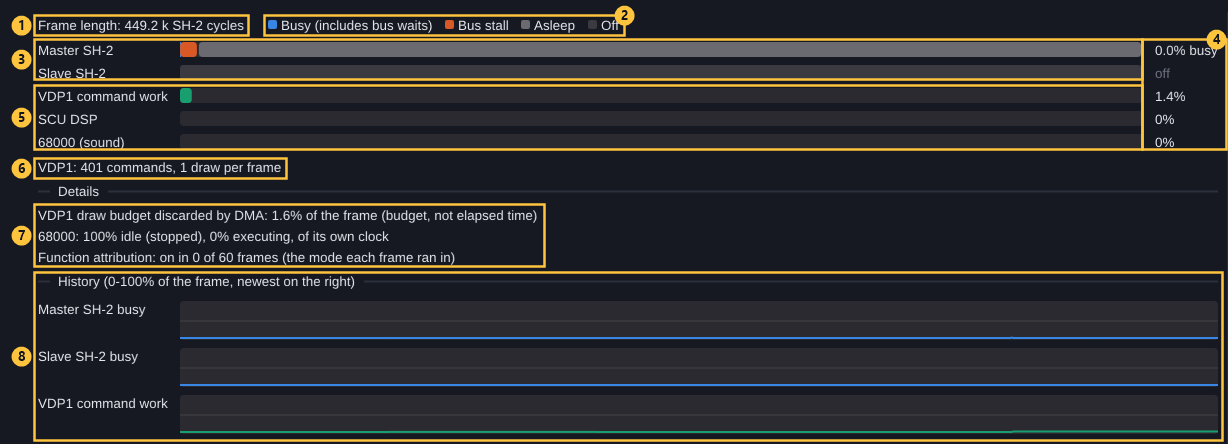 1 Frame length: 449.2 k SH-2 cycles Busy (includes bus waits) Bus stall Asleep Off 2
3 Master SH-2 0.0% busy 4
Slave SH-2 off
VDP1 command work 1.4%
5 SCU DSP 0%
68000 (sound) 0%
6 VDP1: 401 commands, 1 draw per frame
Details
VDP1 draw budget discarded by DMA: 1.6% of the frame (budget, not elapsed time)
7 68000: 100% idle (stopped), 0% executing, of its own clock
Function attribution: on in 0 of 60 frames (the mode each frame ran in)
History (0-100% of the frame, newest on the right)
Master SH-2 busy
8 Slave SH-2 busy
VDP1 command work